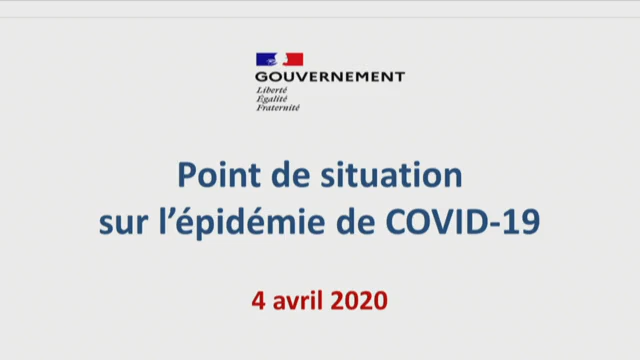 GOUVERNEMENT
Liberté
Égalité
Fraternité
Point de situation
sur l’épidémie de COVID-19
4 avril 2020